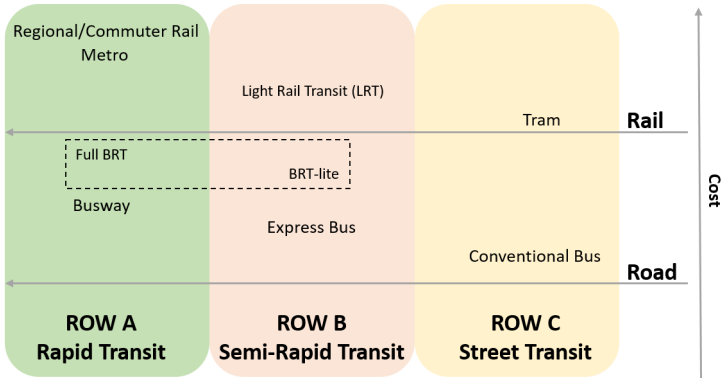 Regional/Commuter Rail
Metro
Light Rail Transit (LRT)
Tram
Rail
Full BRT
BRT-lite
Busway
Express Bus
Conventional Bus
Road
Cost
ROW A
Rapid Transit
ROW B
Semi-Rapid Transit
ROW C
Street Transit